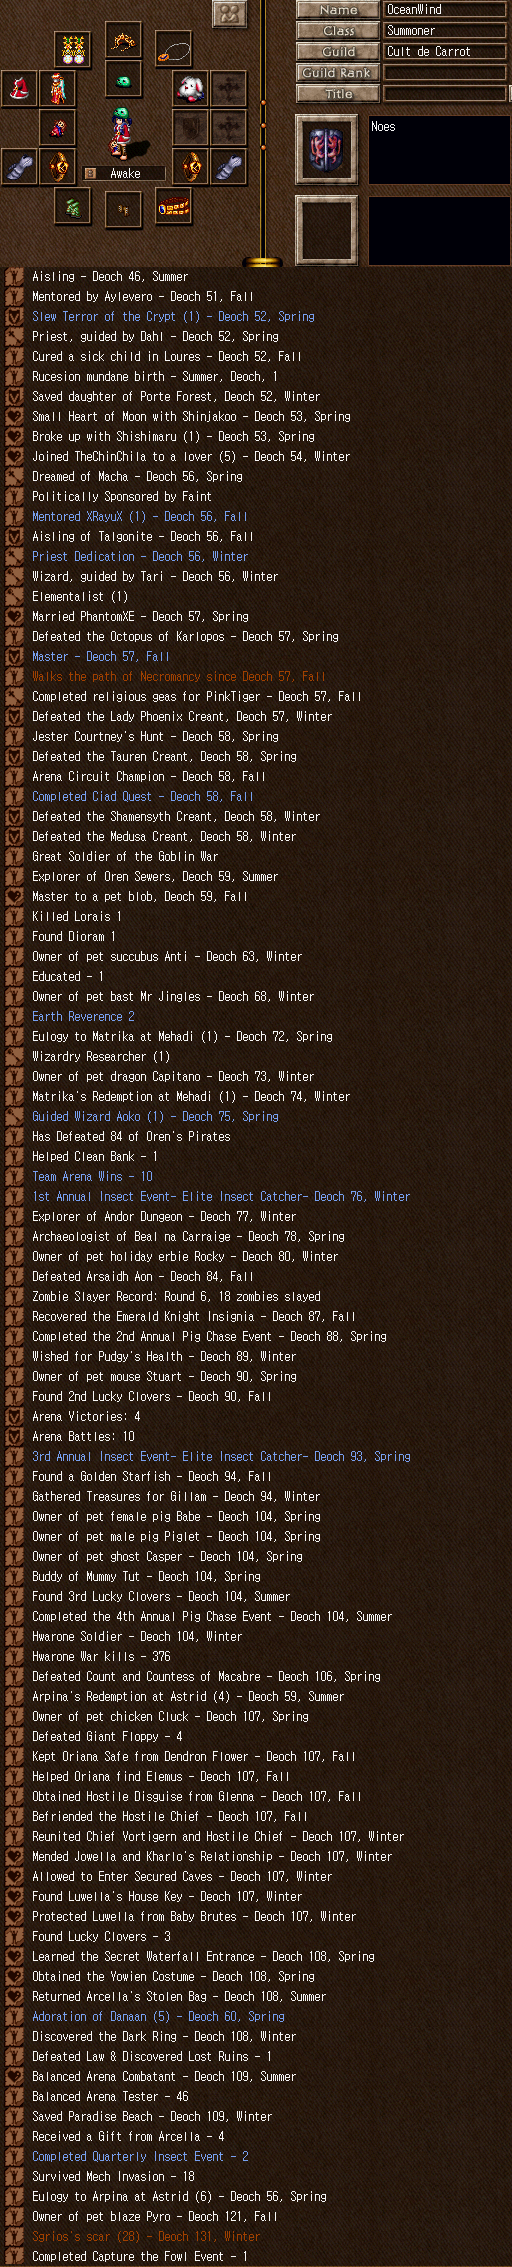 Name
OceanWind
Class
Summoner
Guild
Cult de Carrot
Guild Rank
Title
Noes
Awake
Aisling - Deoch 46, Summer
Mentored by Aylevero - Deoch 51, Fall
Slew Terror of the Crypt (1) - Deoch 52, Spring
Priest, guided by Dahl - Deoch 52, Spring
Cured a sick child in Loures - Deoch 52, Fall
Rucesion mundane birth - Summer, Deoch, 1
Saved daughter of Porte Forest, Deoch 52, Winter
Small Heart of Moon with Shinjakoo - Deoch 53, Spring
Broke up with Shishimaru (1) - Deoch 53, Spring
Joined TheChinChila to a lover (5) - Deoch 54, Winter
Dreamed of Macha - Deoch 56, Spring
Politically Sponsored by Faint
Mentored XRayuX (1) - Deoch 56, Fall
Aisling of Talgonite - Deoch 56, Fall
Priest Dedication - Deoch 56, Winter
Wizard, guided by Tari - Deoch 56, Winter
Elementalist (1)
Married PhantomXE - Deoch 57, Spring
Defeated the Octopus of Karlopos - Deoch 57, Spring
Master - Deoch 57, Fall
Walks the path of Necromancy since Deoch 57, Fall
Completed religious geas for PinkTiger - Deoch 57, Fall
Defeated the Lady Phoenix Creant, Deoch 57, Winter
Jester Courtney's Hunt - Deoch 58, Spring
Defeated the Tauren Creant, Deoch 58, Spring
Arena Circuit Champion - Deoch 58, Fall
Completed Ciad Quest - Deoch 58, Fall
Defeated the Shamensyth Creant, Deoch 58, Winter
Defeated the Medusa Creant, Deoch 58, Winter
Great Soldier of the Goblin War
Explorer of Oren Sewers, Deoch 59, Summer
Master to a pet blob, Deoch 59, Fall
Killed Lorais 1
Found Dioram 1
Owner of pet succubus Anti - Deoch 63, Winter
Educated - 1
Owner of pet bast Mr Jingles - Deoch 68, Winter
Earth Reverence 2
Eulogy to Matrika at Mehadi (1) - Deoch 72, Spring
Wizardry Researcher (1)
Owner of pet dragon Capitano - Deoch 73, Winter
Matrika's Redemption at Mehadi (1) - Deoch 74, Winter
Guided Wizard Aoko (1) - Deoch 75, Spring
Has Defeated 84 of Oren's Pirates
Helped Clean Bank - 1
Team Arena Wins - 10
1st Annual Insect Event- Elite Insect Catcher- Deoch 76, Winter
Explorer of Andor Dungeon - Deoch 77, Winter
Archaeologist of Beal na Carraige - Deoch 78, Spring
Owner of pet holiday erbie Rocky - Deoch 80, Winter
Defeated Arsaidh Aon - Deoch 84, Fall
Zombie Slayer Record: Round 6, 18 zombies slayed
Recovered the Emerald Knight Insignia - Deoch 87, Fall
Completed the 2nd Annual Pig Chase Event - Deoch 88, Spring
Wished for Pudgy's Health - Deoch 89, Winter
Owner of pet mouse Stuart - Deoch 90, Spring
Found 2nd Lucky Clovers - Deoch 90, Fall
Arena Victories: 4
Arena Battles: 10
3rd Annual Insect Event- Elite Insect Catcher- Deoch 93, Spring
Found a Golden Starfish - Deoch 94, Fall
Gathered Treasures for Gillam - Deoch 94, Winter
Owner of pet female pig Babe - Deoch 104, Spring
Owner of pet male pig Piglet - Deoch 104, Spring
Owner of pet ghost Casper - Deoch 104, Spring
Buddy of Mummy Tut - Deoch 104, Spring
Found 3rd Lucky Clovers - Deoch 104, Summer
Completed the 4th Annual Pig Chase Event - Deoch 104, Summer
Hwarone Soldier - Deoch 104, Winter
Hwarone War kills - 376
Defeated Count and Countess of Macabre - Deoch 106, Spring
Arpina's Redemption at Astrid (4) - Deoch 59, Summer
Owner of pet chicken Cluck - Deoch 107, Spring
Defeated Giant Floppy - 4
Kept Oriana Safe from Dendron Flower - Deoch 107, Fall
Helped Oriana find Elemus - Deoch 107, Fall
Obtained Hostile Disguise from Glenna - Deoch 107, Fall
Befriended the Hostile Chief - Deoch 107, Fall
Reunited Chief Vortigern and Hostile Chief - Deoch 107, Winter
Mended Jowella and Kharlo's Relationship - Deoch 107, Winter
Allowed to Enter Secured Caves - Deoch 107, Winter
Found Luwella's House Key - Deoch 107, Winter
Protected Luwella from Baby Brutes - Deoch 107, Winter
Found Lucky Clovers - 3
Learned the Secret Waterfall Entrance - Deoch 108, Spring
Obtained the Yowien Costume - Deoch 108, Spring
Returned Arcella's Stolen Bag - Deoch 108, Summer
Adoration of Danaan (5) - Deoch 60, Spring
Discovered the Dark Ring - Deoch 108, Winter
Defeated Law & Discovered Lost Ruins - 1
Balanced Arena Combatant - Deoch 109, Summer
Balanced Arena Tester - 46
Saved Paradise Beach - Deoch 109, Winter
Received a Gift from Arcella - 4
Completed Quarterly Insect Event - 2
Survived Mech Invasion - 18
Eulogy to Arpina at Astrid (6) - Deoch 56, Spring
Owner of pet blaze Pyro - Deoch 121, Fall
Sgrios's scar (28) - Deoch 131, Winter
Completed Capture the Fowl Event - 1